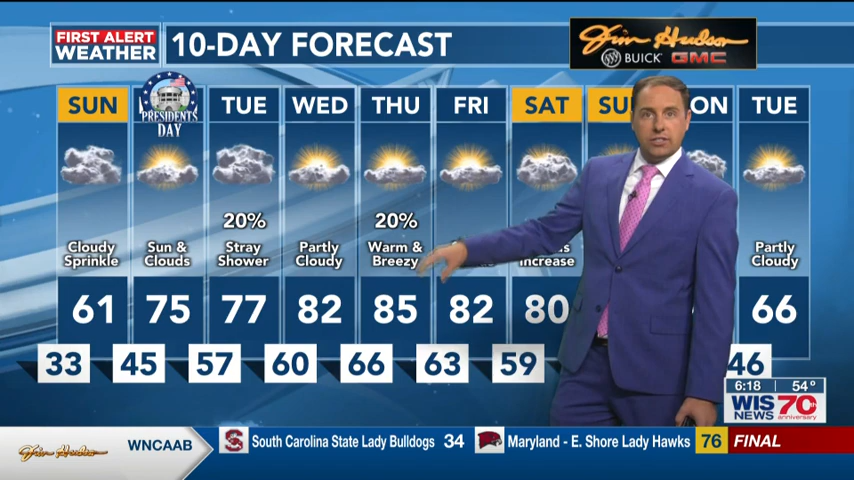 FIRST ALERT
WEATHER
10-DAY FORECAST
Jim Hudson
BUICK GMC
SUN
PRESIDENTS
DAY
TUE
WED
THU
FRI
SAT
TUE
20%
20%
Cloudy
Sprinkle
Sun &
Clouds
Stray
Shower
Partly
Cloudy
Warm &
Breezy
Increase
Partly
Cloudy
61
75
77
82
85
82
80
66
33
45
57
60
66
63
59
46
6:18
54°
WIS
NEWS
70th
anniversary
Jim Hudson
WNCAAB
South Carolina State Lady Bulldogs 34
Maryland - E. Shore Lady Hawks 76
FINAL